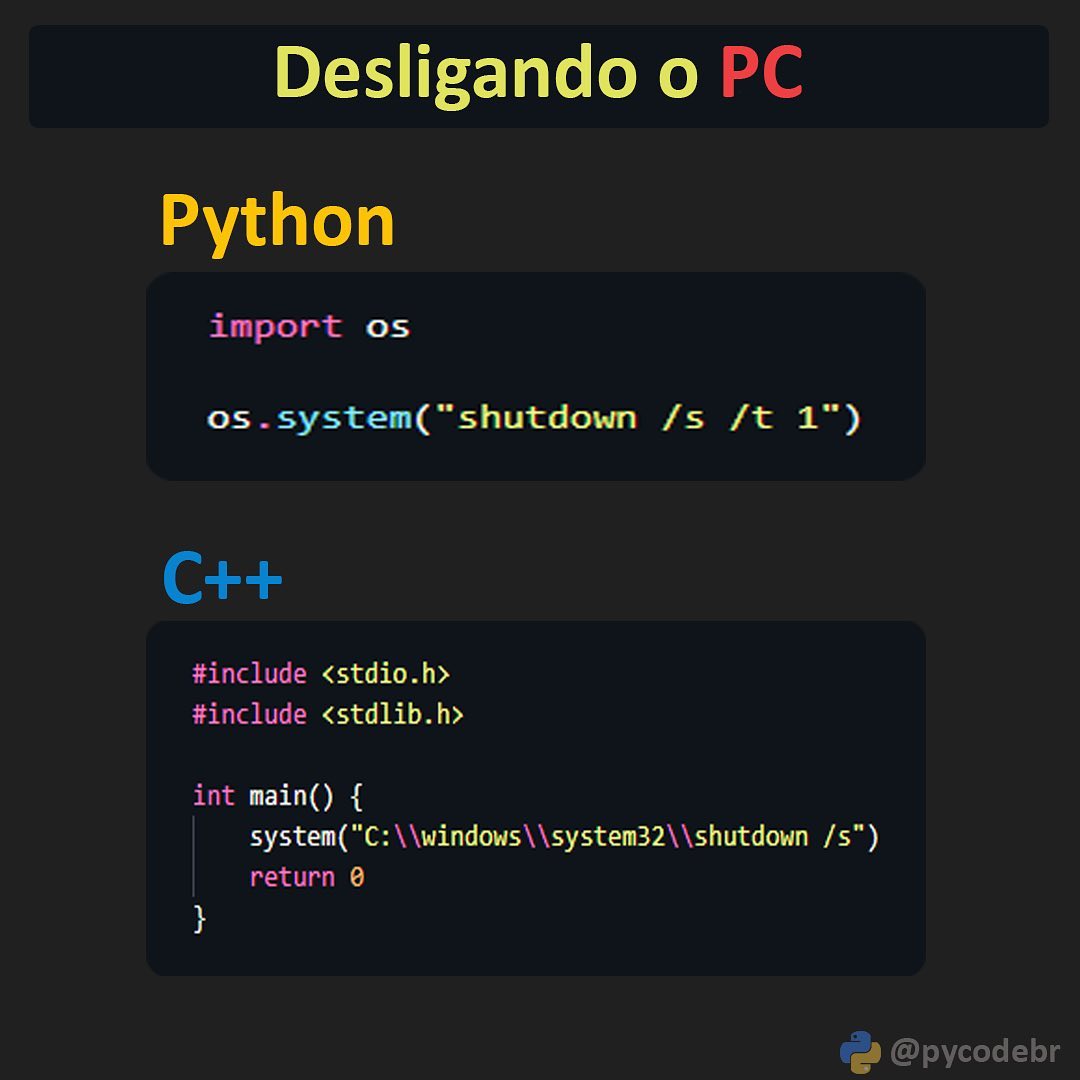 Desligando o PC
Python
import os
os.system("shutdown /s /t 1")
C++
#include <stdio.h>
#include <stdlib.h>
int main() {
system("C:\\windows\\system32\\shutdown /s")
return 0
}
@pycodebr